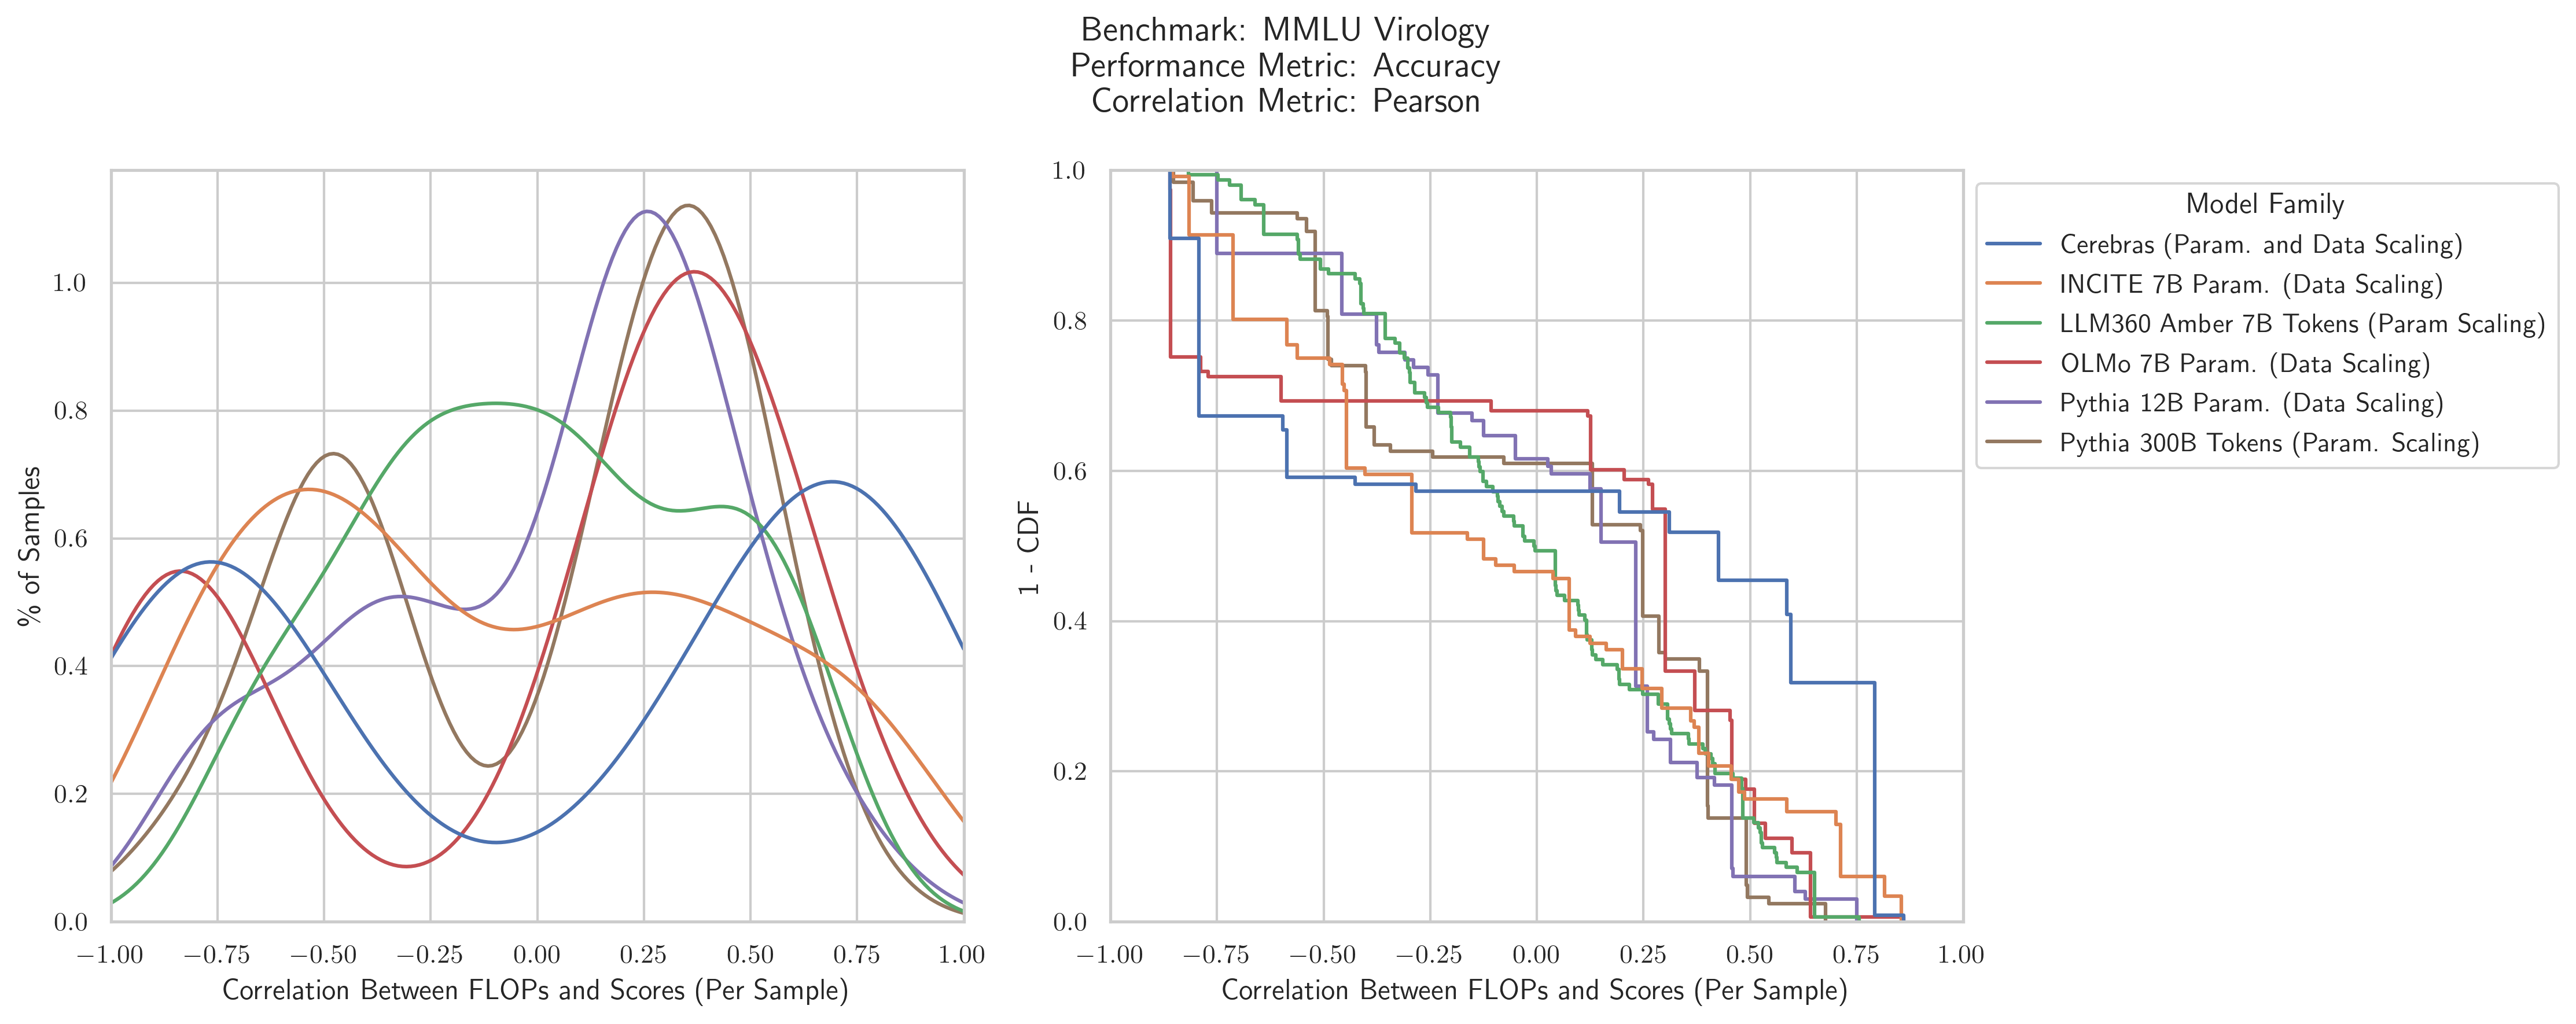 Benchmark: MMLU Virology
Performance Metric: Accuracy
Correlation Metric: Pearson
% of Samples
1.0
0.8
0.6
0.4
0.2
0.0
−1.00 −0.75 −0.50 −0.25 0.00 0.25 0.50 0.75 1.00
Correlation Between FLOPs and Scores (Per Sample)
1 - CDF
1.0
0.8
0.6
0.4
0.2
0.0
−1.00 −0.75 −0.50 −0.25 0.00 0.25 0.50 0.75 1.00
Correlation Between FLOPs and Scores (Per Sample)
Model Family
Cerebras (Param. and Data Scaling)
INCITE 7B Param. (Data Scaling)
LLM360 Amber 7B Tokens (Param Scaling)
OLMo 7B Param. (Data Scaling)
Pythia 12B Param. (Data Scaling)
Pythia 300B Tokens (Param. Scaling)